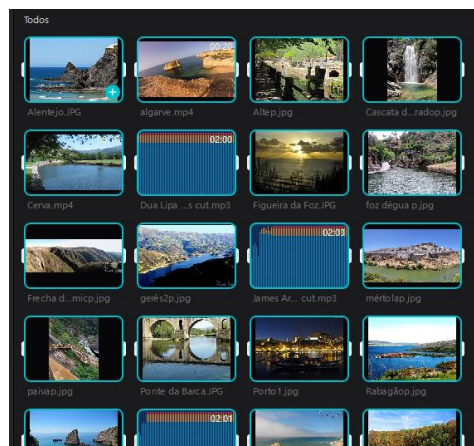 Todos
00:20
Alentejo.JPG
algarve.mp4
Altep.jpg
Cascata d...radop.jpg
02:00
Cerva.mp4
Dua Lipa ...s cut.mp3
Figueira da Foz.JPG
foz dégua p.jpg
02:03
Frecha d...micp.jpg
gerês2p.jpg
James Ar... cut.mp3
mértolap.jpg
paivap.jpg
Ponte da Barca.JPG
Porto1.jpg
Rabagãop.jpg
02:01